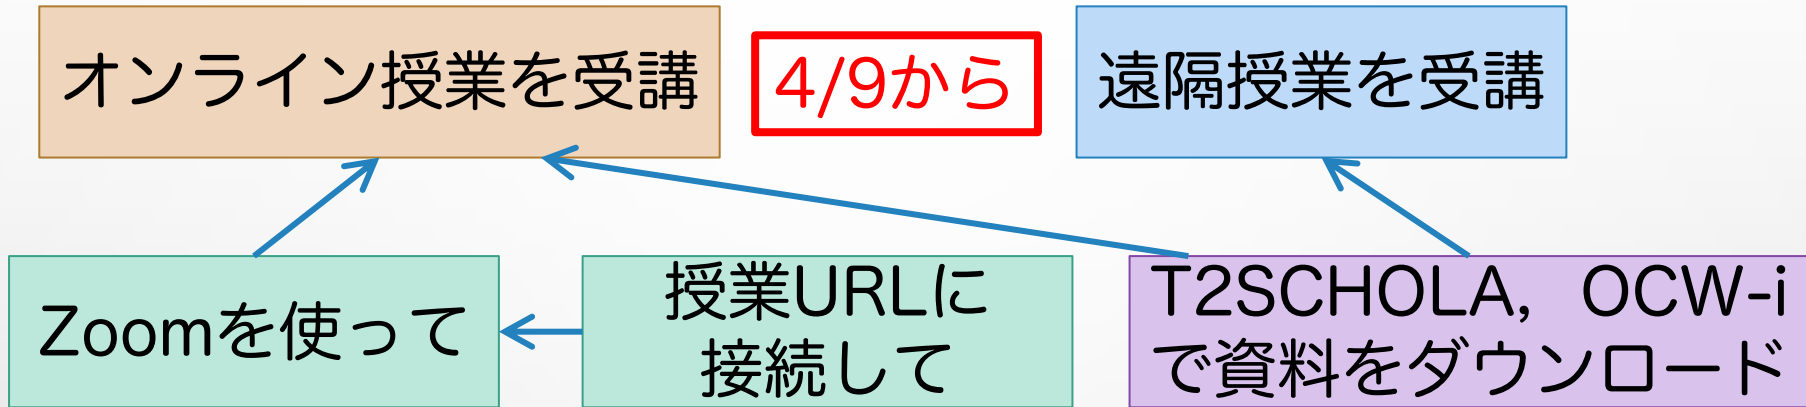 オンライン授業を受講
4/9から
遠隔授業を受講
Zoomを使って
授業URLに
接続して
T2SCHOLA，OCW-i
で資料をダウンロード